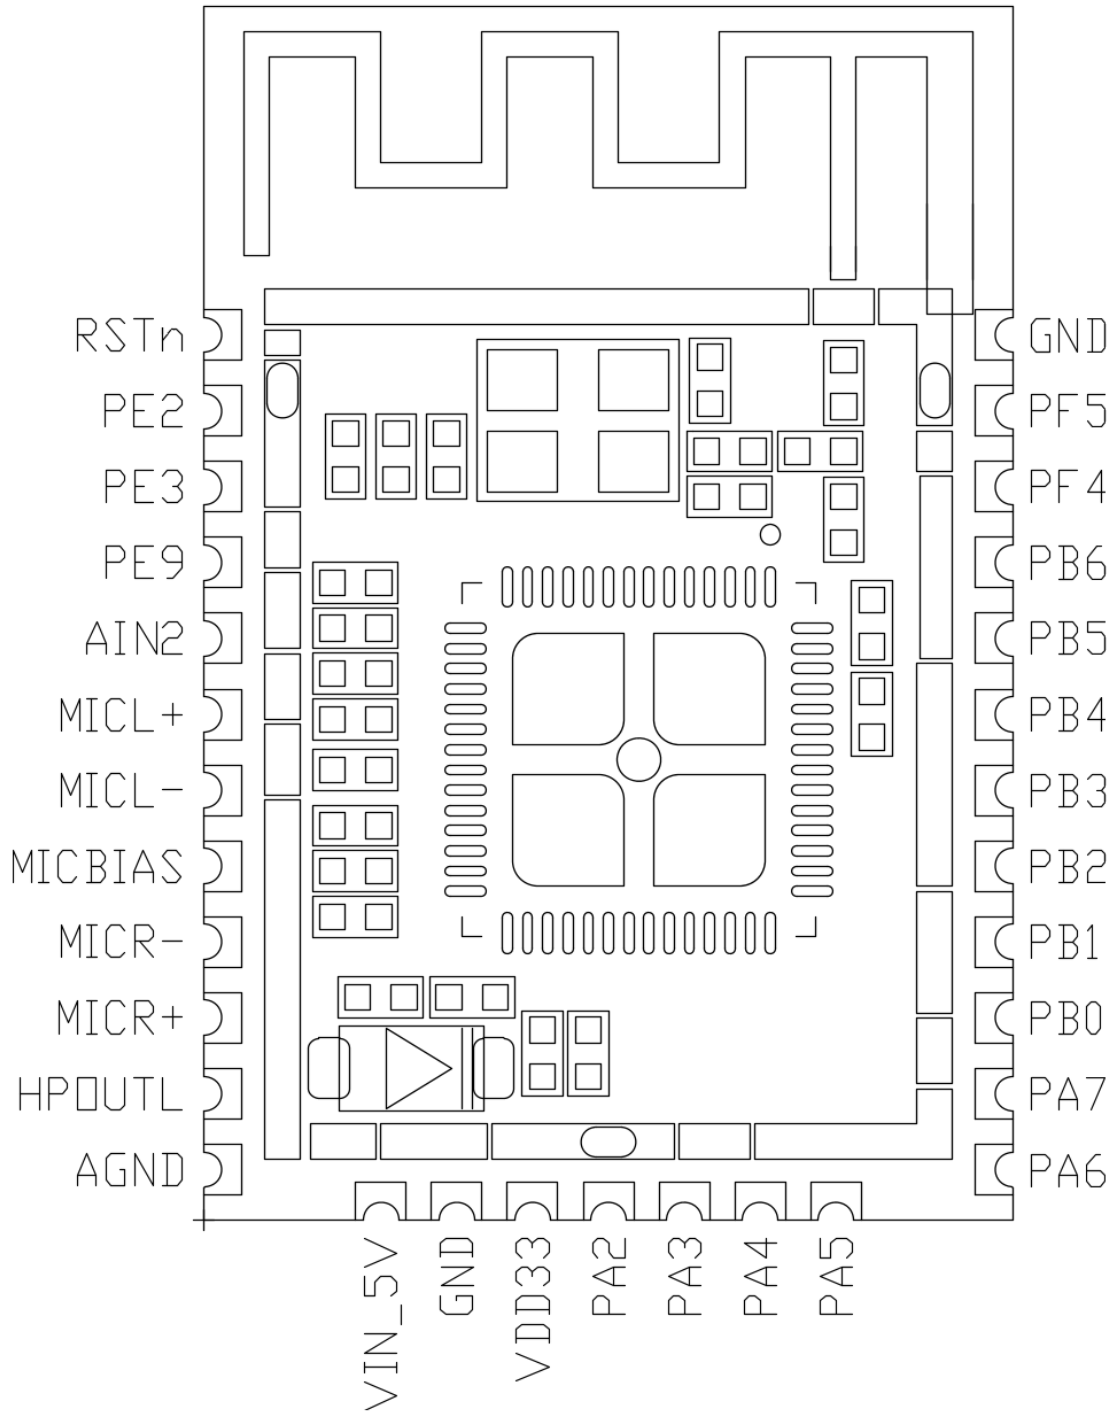 RSTn
PE2
PE3
PE9
AIN2
MICL+
MICL-
MICBIAS
MICR-
MICR+
HPOUTL
AGND
VIN_5V
GND
VDD33
PA2
PA3
PA4
PA5
GND
PF5
PF4
PB6
PB5
PB4
PB3
PB2
PB1
PB0
PA7
PA6